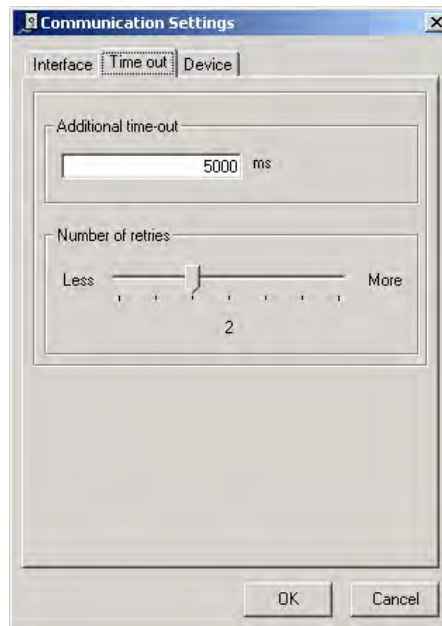 Communication Settings
Interface Time out Device
Additional time-out
5000 ms
Number of retries
Less More
2
OK Cancel